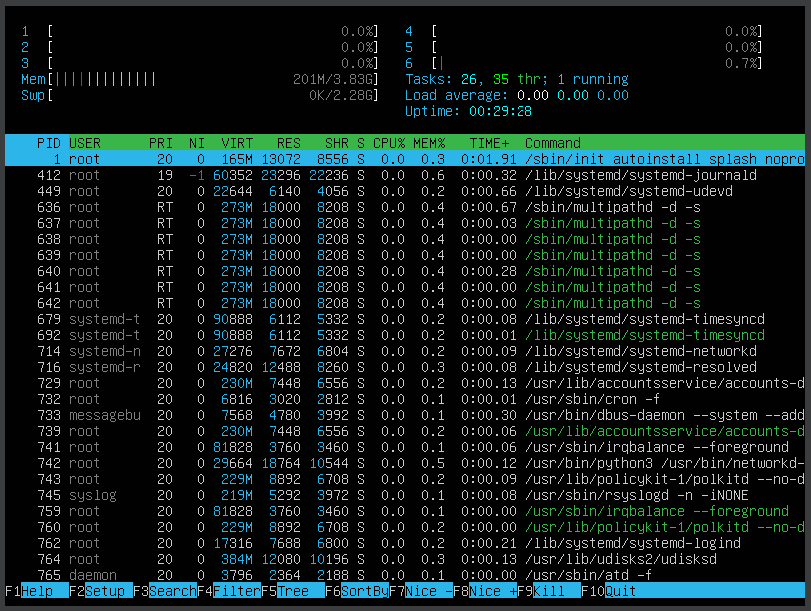 1 [ 0.0%] 4 [ 0.0%]
2 [ 0.0%] 5 [ 0.0%]
3 [ 0.0%] 6 [| 0.7%]
Mem[||||||||||||| 201M/3.83G] Tasks: 26, 35 thr; 1 running
Swp[ 0K/2.28G] Load average: 0.00 0.00 0.00
Uptime: 00:29:28
PID USER PRI NI VIRT RES SHR S CPU% MEM% TIME+ Command
1 root 20 0 165M 13072 8556 S 0.0 0.3 0:01.91 /sbin/init autoinstall splash nopro
412 root 19 -1 60352 23296 22236 S 0.0 0.6 0:00.32 /lib/systemd/systemd-journald
449 root 20 0 22644 6140 4056 S 0.0 0.2 0:00.66 /lib/systemd/systemd-udevd
636 root RT 0 273M 18000 8208 S 0.0 0.4 0:00.67 /sbin/multipathd -d -s
637 root RT 0 273M 18000 8208 S 0.0 0.4 0:00.03 /sbin/multipathd -d -s
638 root RT 0 273M 18000 8208 S 0.0 0.4 0:00.00 /sbin/multipathd -d -s
639 root RT 0 273M 18000 8208 S 0.0 0.4 0:00.00 /sbin/multipathd -d -s
640 root RT 0 273M 18000 8208 S 0.0 0.4 0:00.28 /sbin/multipathd -d -s
641 root RT 0 273M 18000 8208 S 0.0 0.4 0:00.00 /sbin/multipathd -d -s
642 root RT 0 273M 18000 8208 S 0.0 0.4 0:00.00 /sbin/multipathd -d -s
679 systemd-t 20 0 90888 6112 5332 S 0.0 0.2 0:00.08 /lib/systemd/systemd-timesyncd
692 systemd-t 20 0 90888 6112 5332 S 0.0 0.2 0:00.01 /lib/systemd/systemd-timesyncd
714 systemd-n 20 0 27276 7672 6804 S 0.0 0.2 0:00.09 /lib/systemd/systemd-networkd
716 systemd-r 20 0 24820 12488 8260 S 0.0 0.3 0:00.08 /lib/systemd/systemd-resolved
729 root 20 0 230M 7448 6556 S 0.0 0.2 0:00.13 /usr/lib/accountsservice/accounts-d
732 root 20 0 6816 3020 2812 S 0.0 0.1 0:00.01 /usr/sbin/cron -f
733 messagebu 20 0 7568 4780 3992 S 0.0 0.1 0:00.30 /usr/bin/dbus-daemon --system --add
739 root 20 0 230M 7448 6556 S 0.0 0.2 0:00.06 /usr/lib/accountsservice/accounts-d
741 root 20 0 81828 3760 3460 S 0.0 0.1 0:00.06 /usr/sbin/irqbalance --foreground
742 root 20 0 29664 18764 10544 S 0.0 0.5 0:00.12 /usr/bin/python3 /usr/bin/networkd-
743 root 20 0 229M 8892 6708 S 0.0 0.2 0:00.09 /usr/lib/policykit-1/polkitd --no-d
745 syslog 20 0 219M 5292 3972 S 0.0 0.1 0:00.08 /usr/sbin/rsyslogd -n -iNONE
759 root 20 0 81828 3760 3460 S 0.0 0.1 0:00.00 /usr/sbin/irqbalance --foreground
760 root 20 0 229M 8892 6708 S 0.0 0.2 0:00.02 /usr/lib/policykit-1/polkitd --no-d
762 root 20 0 17316 7688 6800 S 0.0 0.2 0:00.21 /lib/systemd/systemd-logind
764 root 20 0 384M 12080 10196 S 0.0 0.3 0:00.13 /usr/lib/udisks2/udisksd
765 daemon 20 0 3796 2364 2188 S 0.0 0.1 0:00.00 /usr/sbin/atd -f
F1Help F2Setup F3SearchF4FilterF5Tree F6SortByF7Nice -F8Nice +F9Kill F10Quit